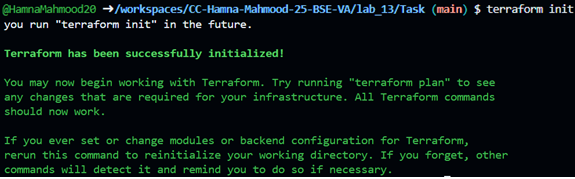 @HamnaMahmood20 →/workspaces/CC-Hamna-Mahmood-25-BSE-VA/lab_13/Task (main) $ terraform init
you run "terraform init" in the future.
Terraform has been successfully initialized!
You may now begin working with Terraform. Try running "terraform plan" to see
any changes that are required for your infrastructure. All Terraform commands
should now work.
If you ever set or change modules or backend configuration for Terraform,
rerun this command to reinitialize your working directory. If you forget, other
commands will detect it and remind you to do so if necessary.